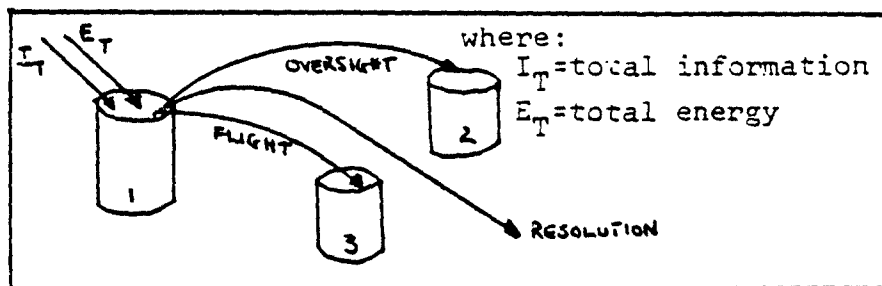 E_T
I_T
where:
OVERSIGHT
I_T=total information
E_T=total energy
FLIGHT
1
2
3
RESOLUTION